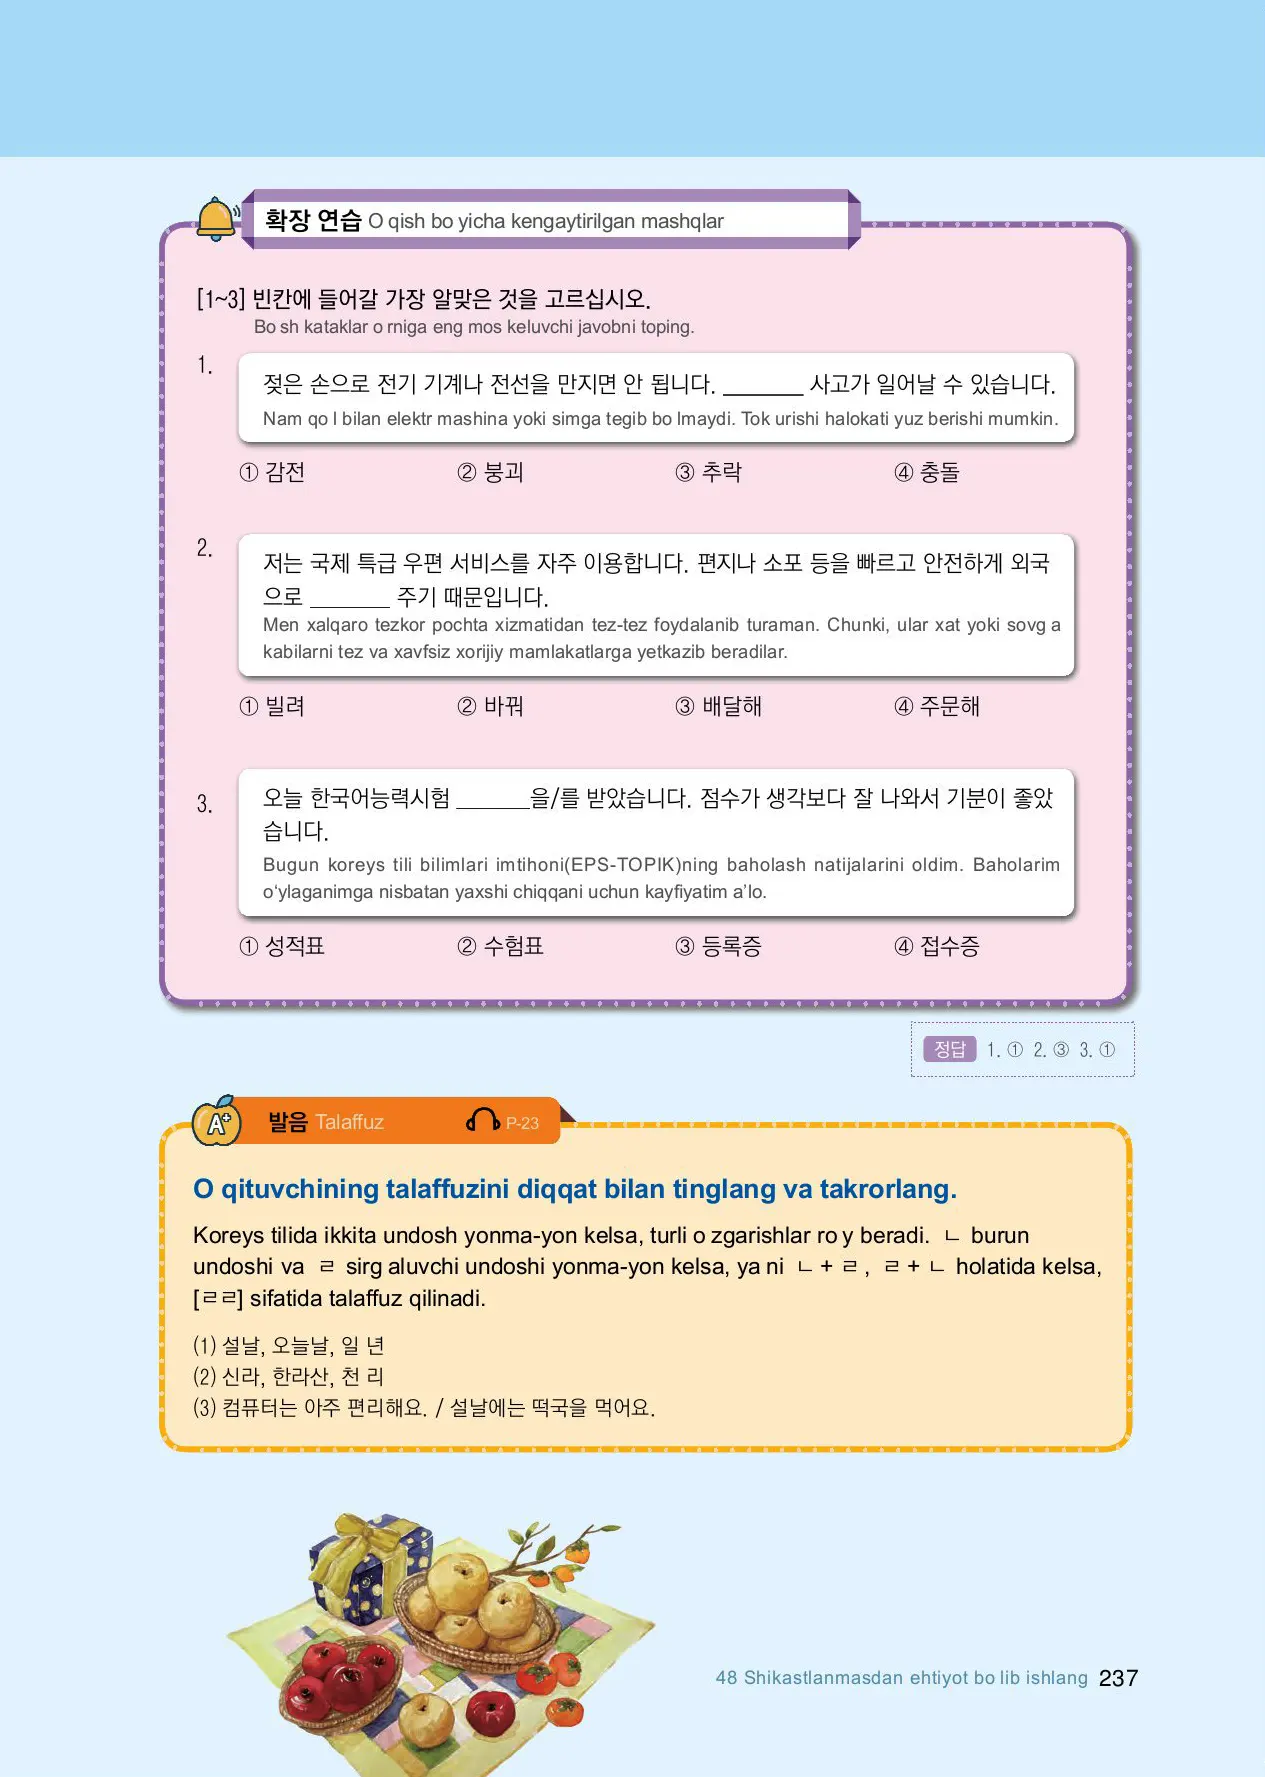 확장 연습 O qish bo yicha kengaytirilgan mashqlar
[1~3] 빈칸에 들어갈 가장 알맞은 것을 고르십시오.
Bo sh kataklar o rniga eng mos keluvchi javobni toping.
1.
젖은 손으로 전기 기계나 전선을 만지면 안 됩니다. _______ 사고가 일어날 수 있습니다.
Nam qo l bilan elektr mashina yoki simga tegib bo lmaydi. Tok urishi halokati yuz berishi mumkin.
① 감전 ② 붕괴 ③ 추락 ④ 충돌
2.
저는 국제 특급 우편 서비스를 자주 이용합니다. 편지나 소포 등을 빠르고 안전하게 외국
으로 _______ 주기 때문입니다.
Men xalqaro tezkor pochta xizmatidan tez-tez foydalanib turaman. Chunki, ular xat yoki sovg a
kabilarni tez va xavfsiz xorijiy mamlakatlarga yetkazib beradilar.
① 빌려 ② 바꿔 ③ 배달해 ④ 주문해
3.
오늘 한국어능력시험 ______을/를 받았습니다. 점수가 생각보다 잘 나와서 기분이 좋았
습니다.
Bugun koreys tili bilimlari imtihoni(EPS-TOPIK)ning baholash natijalarini oldim. Baholarim
o‘ylaganimga nisbatan yaxshi chiqqani uchun kayfiyatim a’lo.
① 성적표 ② 수험표 ③ 등록증 ④ 접수증
정답 1. ① 2. ③ 3. ①
A+ 발음 Talaffuz P-23
O qituvchining talaffuzini diqqat bilan tinglang va takrorlang.
Koreys tilida ikkita undosh yonma-yon kelsa, turli o zgarishlar ro y beradi. ㄴ burun
undoshi va ㄹ sirg aluvchi undoshi yonma-yon kelsa, ya ni ㄴ + ㄹ , ㄹ + ㄴ holatida kelsa,
[ㄹㄹ] sifatida talaffuz qilinadi.
(1) 설날, 오늘날, 일 년
(2) 신라, 한라산, 천 리
(3) 컴퓨터는 아주 편리해요. / 설날에는 떡국을 먹어요.
48 Shikastlanmasdan ehtiyot bo lib ishlang 237